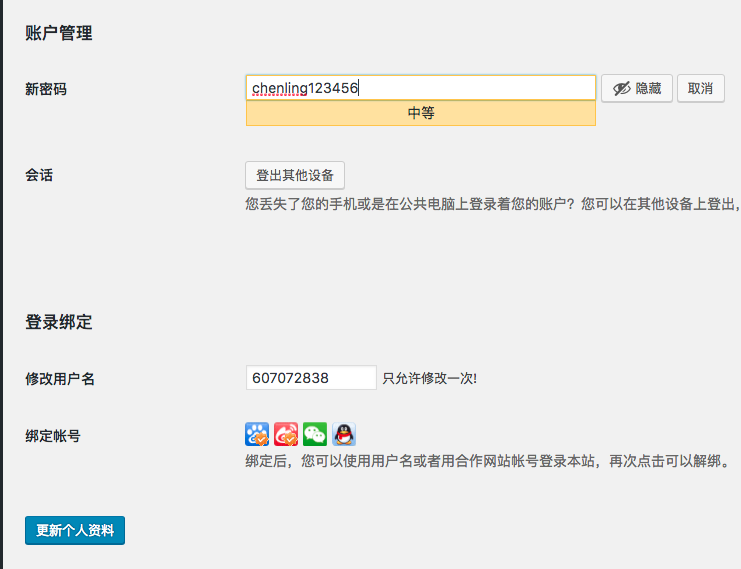 账户管理
新密码 chenling123456 隐藏 取消
中等
会话 登出其他设备
您丢失了您的手机或是在公共电脑上登录着您的账户？您可以在其他设备上登出，
登录绑定
修改用户名 607072838 只允许修改一次!
绑定帐号
绑定后，您可以使用用户名或者用合作网站帐号登录本站，再次点击可以解绑。
更新个人资料